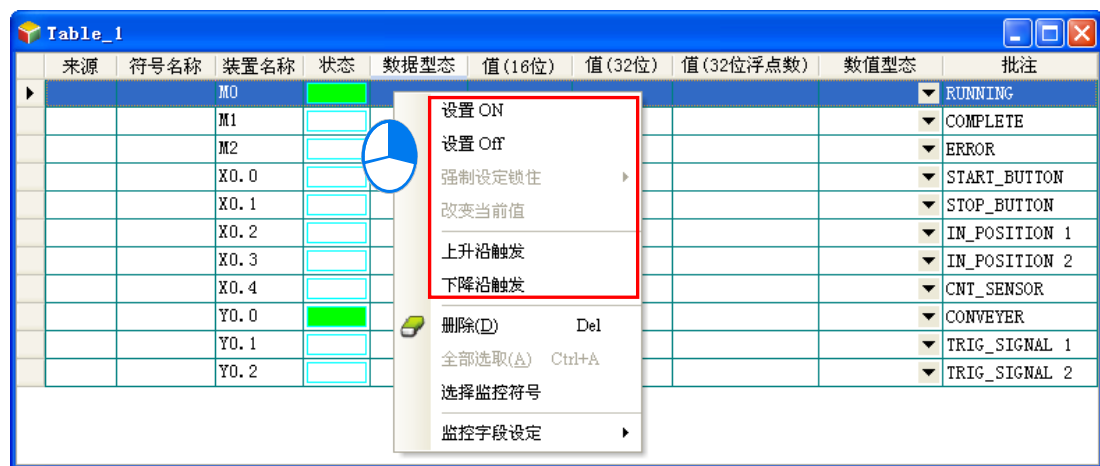 Table_1
来源 符号名称 装置名称 状态 数据型态 值(16位) 值(32位) 值(32位浮点数) 数值型态 批注
M0 RUNNING
设置 ON
M1 COMPLETE
设置 Off
M2 ERROR
强制设定锁住
X0.0 START_BUTTON
改变当前值
X0.1 STOP_BUTTON
X0.2 IN_POSITION 1
上升沿触发
X0.3 IN_POSITION 2
下降沿触发
X0.4 CNT_SENSOR
Y0.0 CONVEYER
删除(D) Del
Y0.1 TRIG_SIGNAL 1
全部选取(A) Ctrl+A
Y0.2 TRIG_SIGNAL 2
选择监控符号
监控字段设定